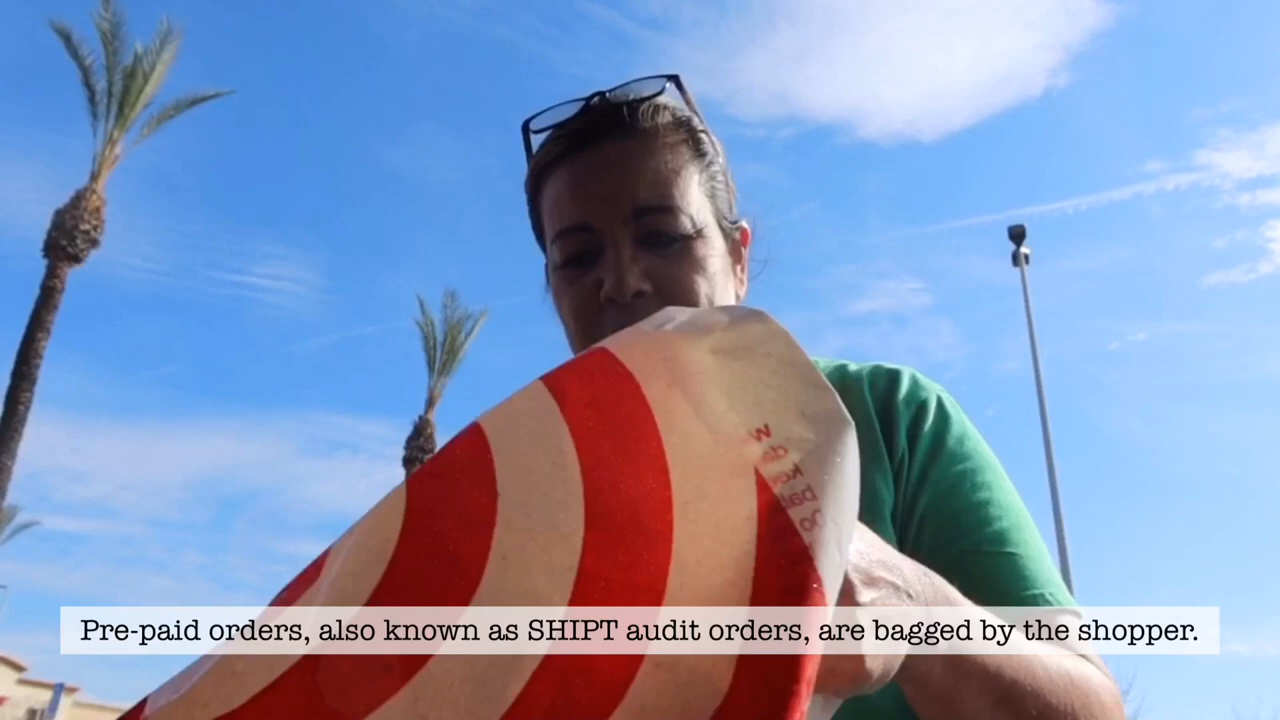 Pre-paid orders, also known as SHIPT audit orders, are bagged by the shopper.